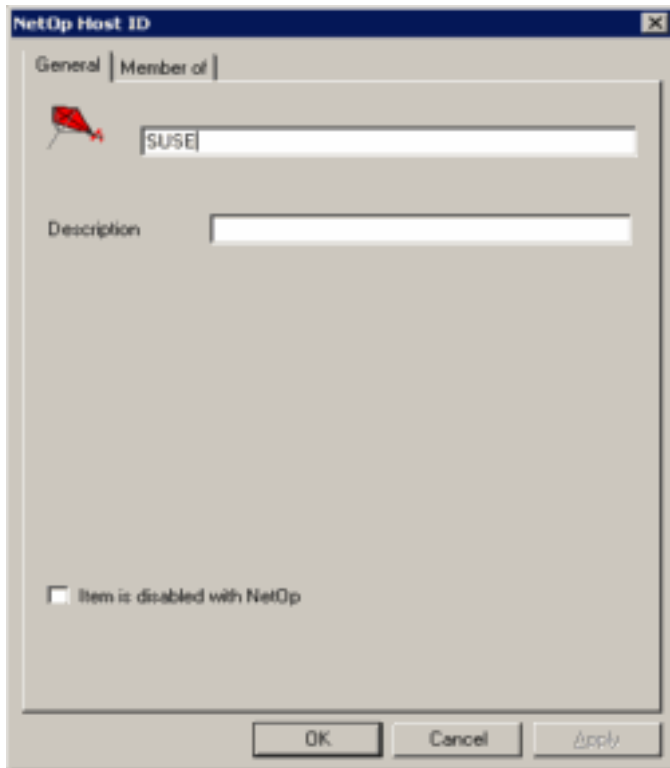 NetOp Host ID
General Member of
SUSE
Description
Item is disabled with NetOp
OK Cancel Apply